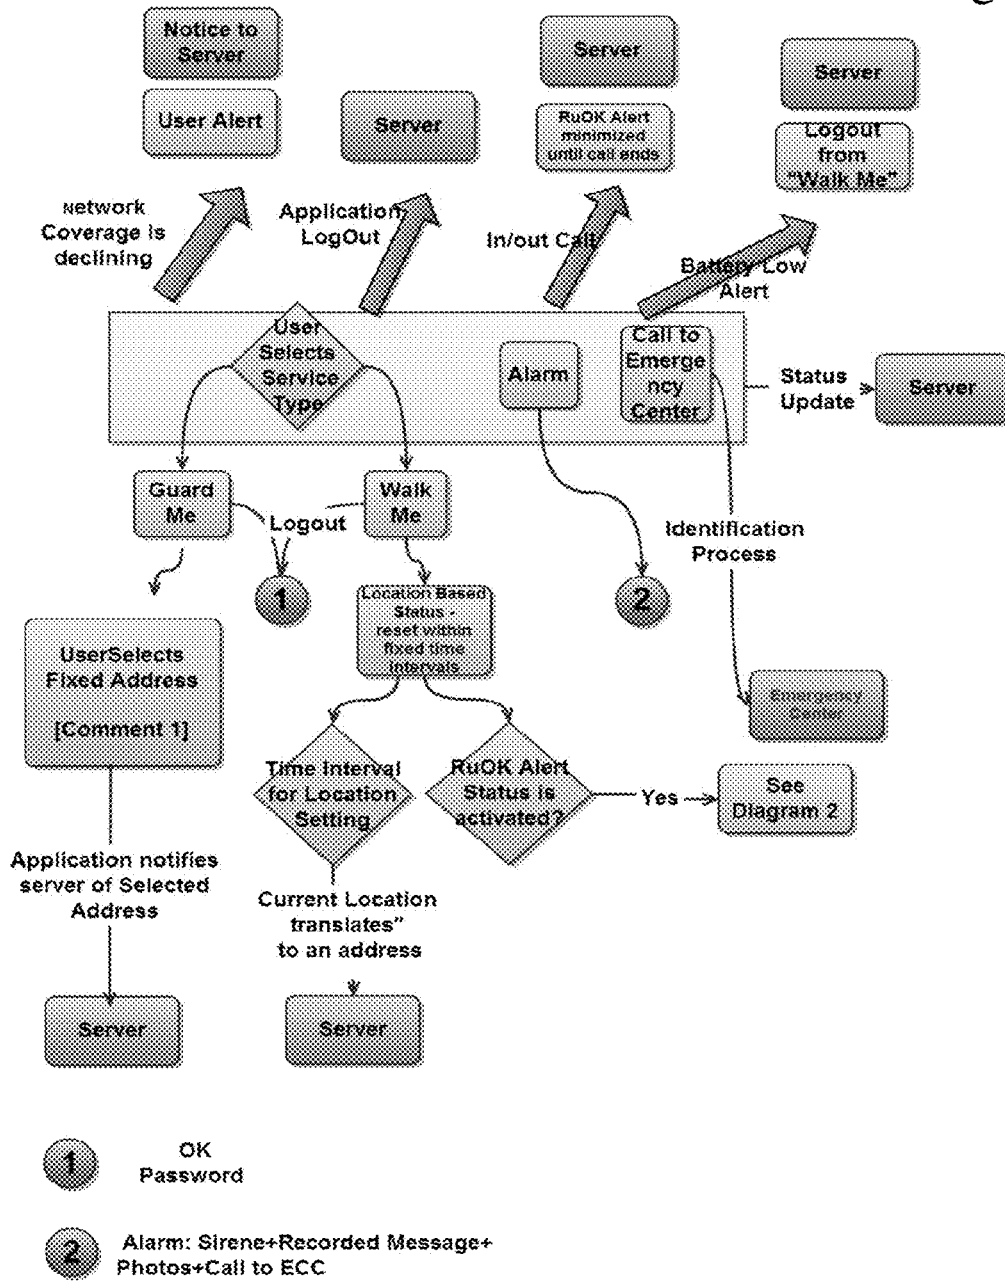 Notice to
Server
User Alert
Server
Server
RuOK Alert
minimized
until call ends
Server
Logout
from
"Walk Me"
Network
Coverage is
declining
Application
LogOut
In/out Call
Battery Low
Alert
User
Selects
Service
Type
Alarm
Call to
Emerge
ncy
Center
Status
Update
Server
Guard
Me
Logout
Walk
Me
Identification
Process
1
2
Location Based
Status -
reset within
fixed time
intervals
UserSelects
Fixed Address
[Comment 1]
Emergency
Center
Time Interval
for Location
Setting
RuOK Alert
Status is
activated?
Yes
See
Diagram 2
Application notifies
server of Selected
Address
Current Location
translates"
to an address
Server
Server
1
OK
Password
2
Alarm: Sirene+Recorded Message+
Photos+Call to ECC